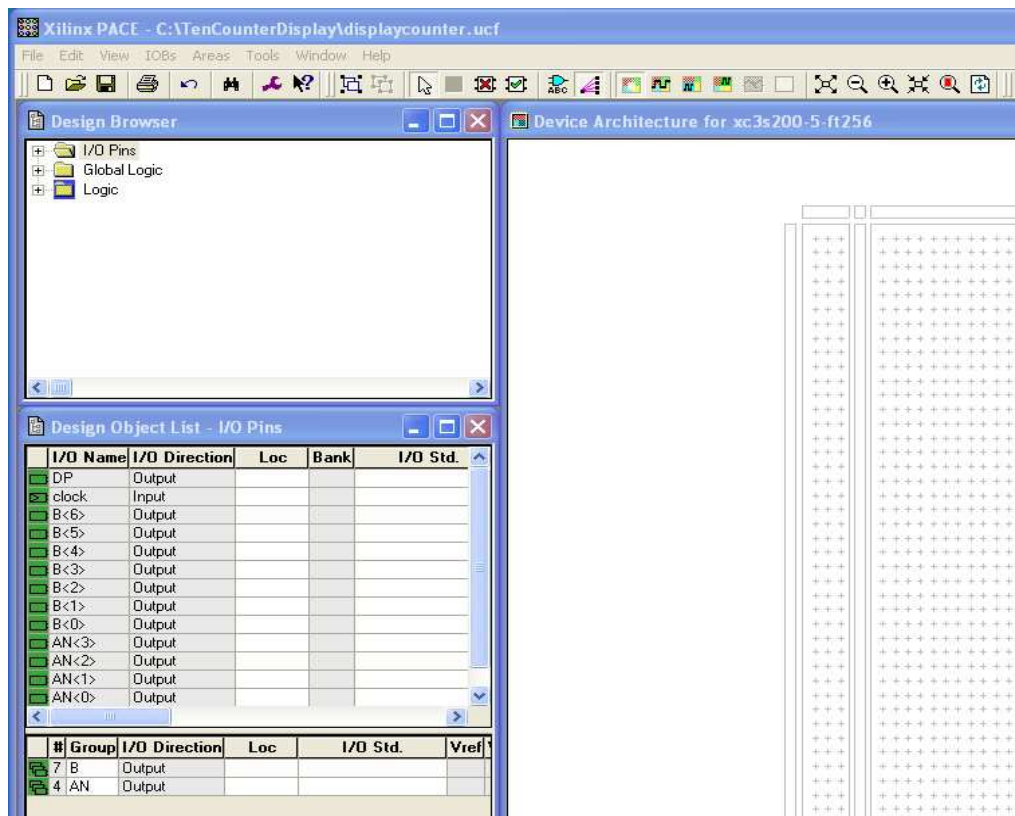 Xilinx PACE - C:\TenCounterDisplay\displaycounter.ucf
File Edit View IOBs Areas Tools Window Help
ABC
Design Browser
I/O Pins
Global Logic
Logic
Device Architecture for xc3s200-5-ft256
Design Object List - I/O Pins
I/O Name I/O Direction Loc Bank I/O Std.
DP Output
clock Input
B<6> Output
B<5> Output
B<4> Output
B<3> Output
B<2> Output
B<1> Output
B<0> Output
AN<3> Output
AN<2> Output
AN<1> Output
AN<0> Output
# Group I/O Direction Loc I/O Std. Vref
7 B Output
4 AN Output